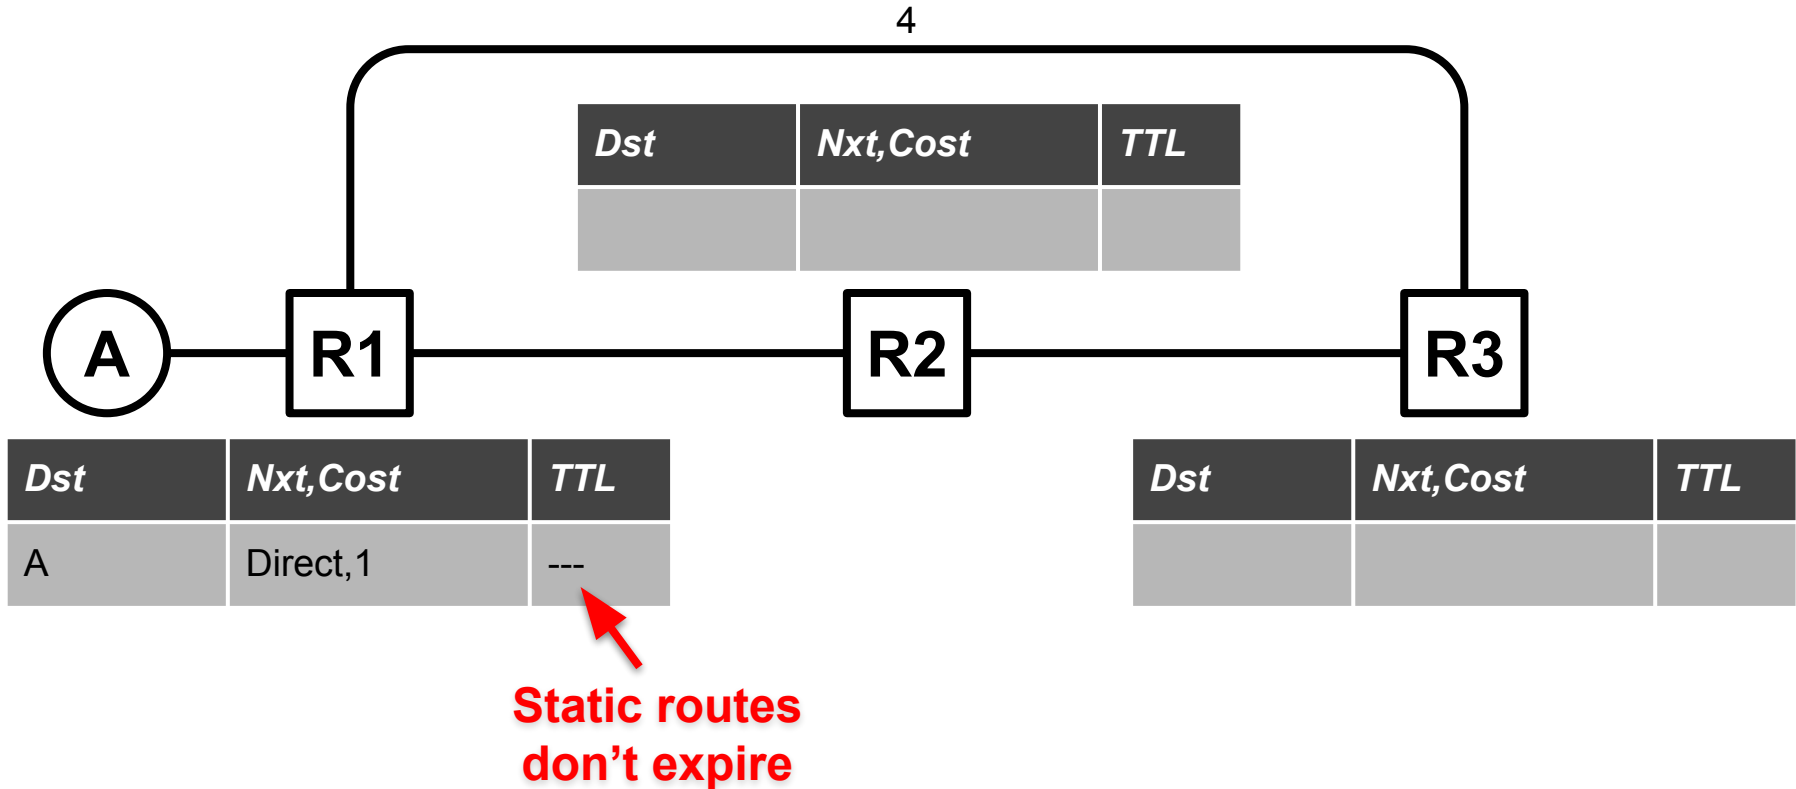 4
Dst Nxt,Cost TTL
A R1 R2 R3
Dst Nxt,Cost TTL
A Direct,1 ---
Dst Nxt,Cost TTL
Static routes
don’t expire